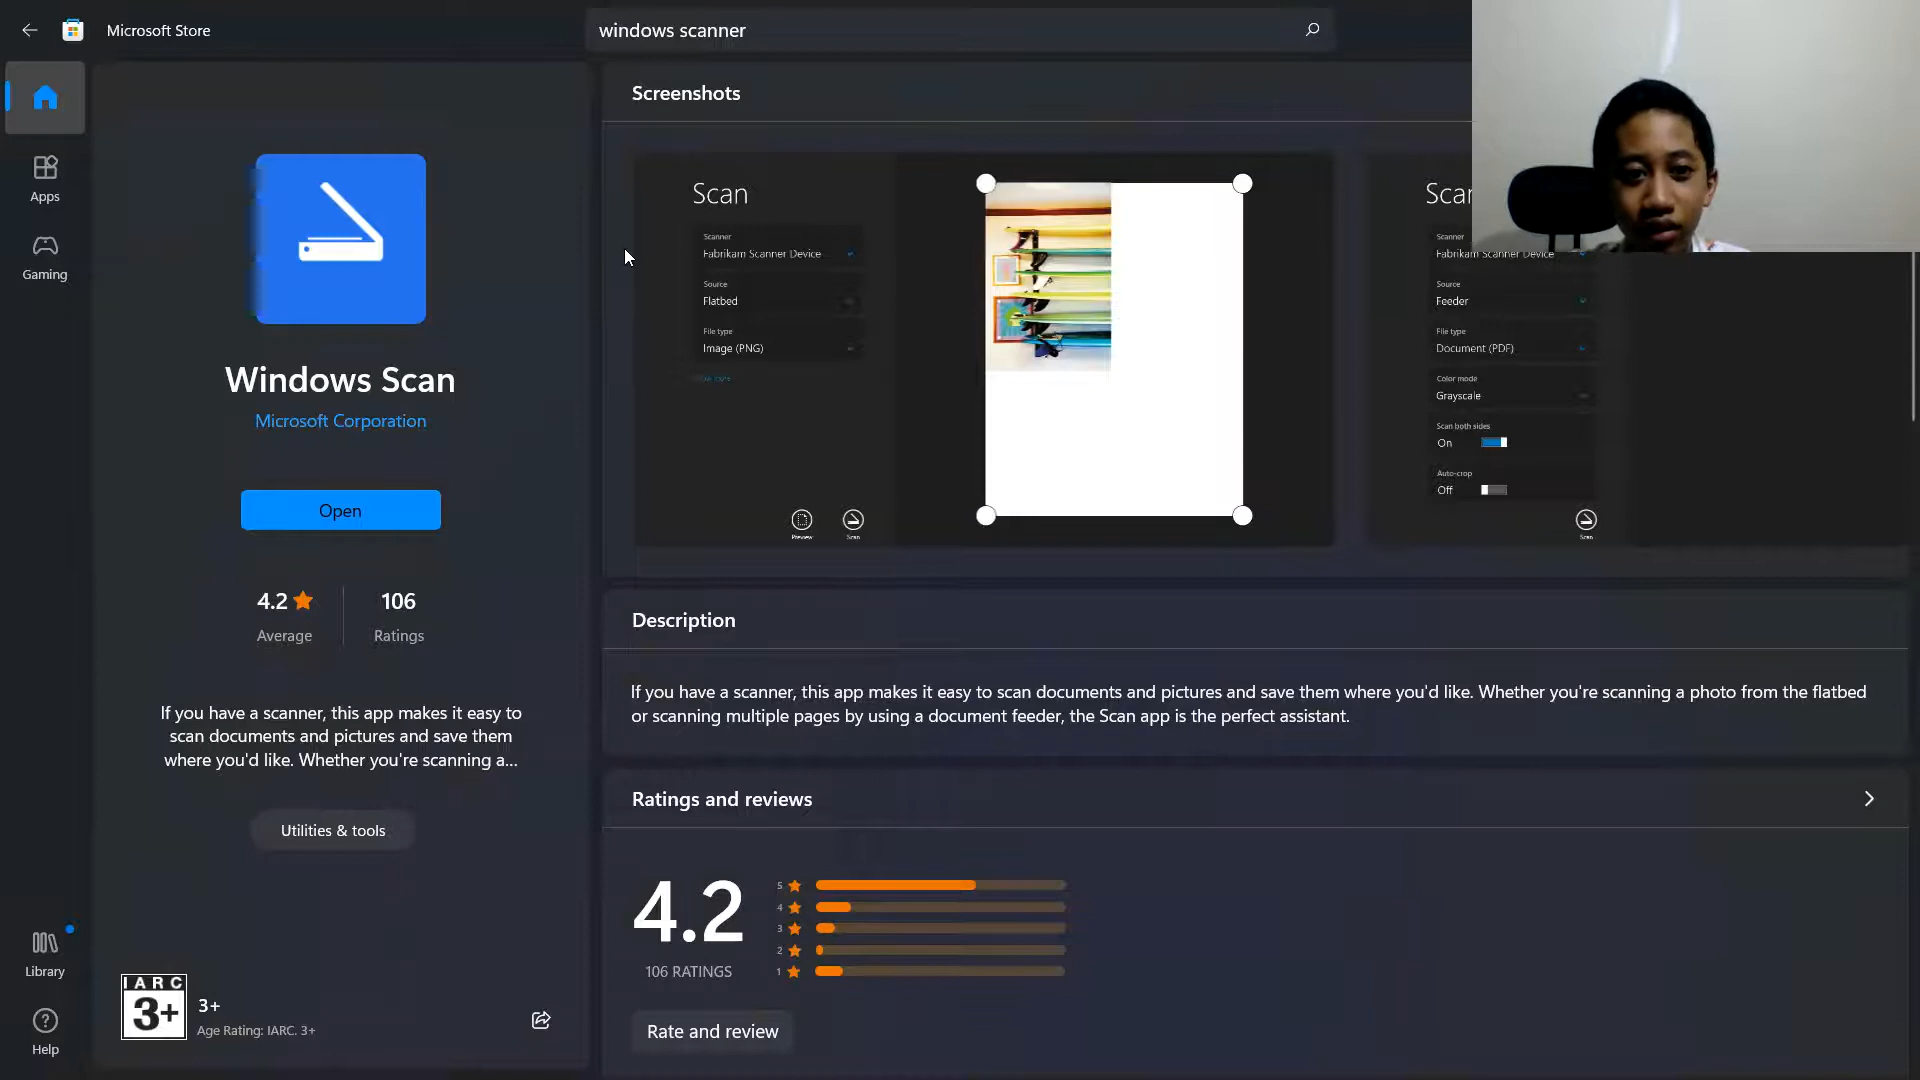 Microsoft Store
windows scanner
Apps
Gaming
Library
Help
Windows Scan
Microsoft Corporation
Open
4.2
Average
106
Ratings
If you have a scanner, this app makes it easy to
scan documents and pictures and save them
where you'd like. Whether you're scanning a...
Utilities & tools
IARC
3+
3+
Age Rating: IARC. 3+
Screenshots
Scan
Scanner
Fabrikam Scanner Device
Source
Flatbed
File type
Image (PNG)
Preview
Scan
Scan
Scanner
Fabrikam Scanner Device
Source
Feeder
File type
Document (PDF)
Color mode
Grayscale
Scan both sides
On
Auto-crop
Off
Scan
Description
If you have a scanner, this app makes it easy to scan documents and pictures and save them where you'd like. Whether you're scanning a photo from the flatbed
or scanning multiple pages by using a document feeder, the Scan app is the perfect assistant.
Ratings and reviews
4.2
106 RATINGS
5
4
3
2
1
Rate and review